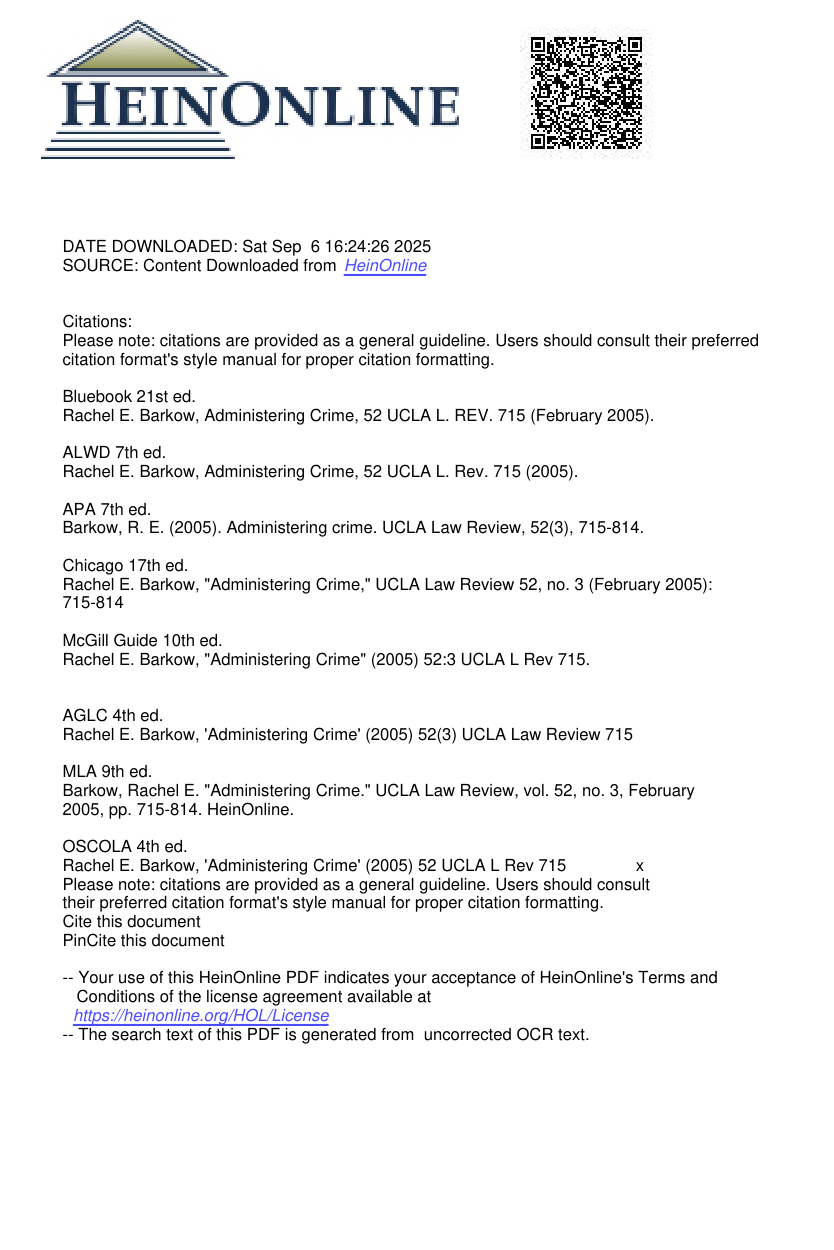 HEINONLINE
DATE DOWNLOADED: Sat Sep  6 16:24:26 2025
SOURCE: Content Downloaded from HeinOnline
Citations:
Please note: citations are provided as a general guideline. Users should consult their preferred
citation format's style manual for proper citation formatting.
Bluebook 21st ed.
Rachel E. Barkow, Administering Crime, 52 UCLA L. REV. 715 (February 2005).
ALWD 7th ed.
Rachel E. Barkow, Administering Crime, 52 UCLA L. Rev. 715 (2005).
APA 7th ed.
Barkow, R. E. (2005). Administering crime. UCLA Law Review, 52(3), 715-814.
Chicago 17th ed.
Rachel E. Barkow, "Administering Crime," UCLA Law Review 52, no. 3 (February 2005):
715-814
McGill Guide 10th ed.
Rachel E. Barkow, "Administering Crime" (2005) 52:3 UCLA L Rev 715.
AGLC 4th ed.
Rachel E. Barkow, 'Administering Crime' (2005) 52(3) UCLA Law Review 715
MLA 9th ed.
Barkow, Rachel E. "Administering Crime." UCLA Law Review, vol. 52, no. 3, February
2005, pp. 715-814. HeinOnline.
OSCOLA 4th ed.
Rachel E. Barkow, 'Administering Crime' (2005) 52 UCLA L Rev 715 x
Please note: citations are provided as a general guideline. Users should consult
their preferred citation format's style manual for proper citation formatting.
Cite this document
PinCite this document
-- Your use of this HeinOnline PDF indicates your acceptance of HeinOnline's Terms and
Conditions of the license agreement available at
https://heinonline.org/HOL/License
-- The search text of this PDF is generated from  uncorrected OCR text.